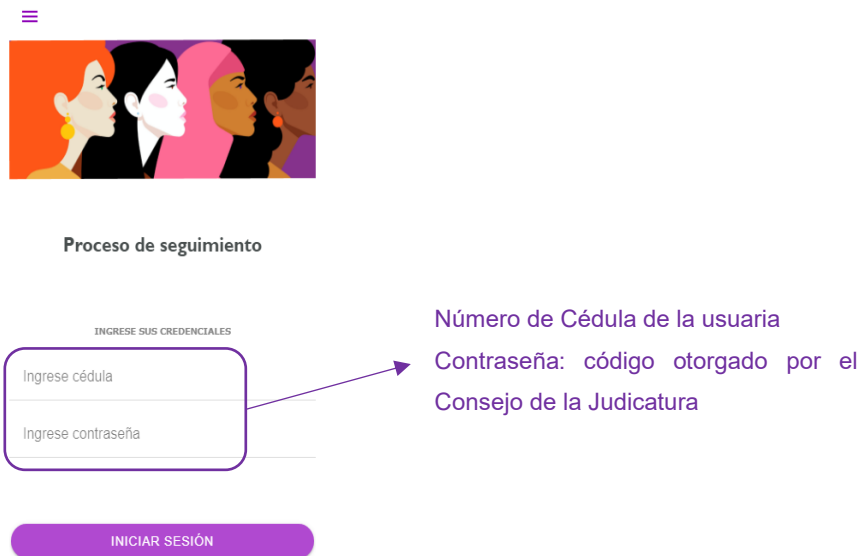 Proceso de seguimiento
INGRESE SUS CREDENCIALES
Ingrese cédula
Ingrese contraseña
INICIAR SESIÓN
Número de Cédula de la usuaria
Contraseña: código otorgado por el
Consejo de la Judicatura